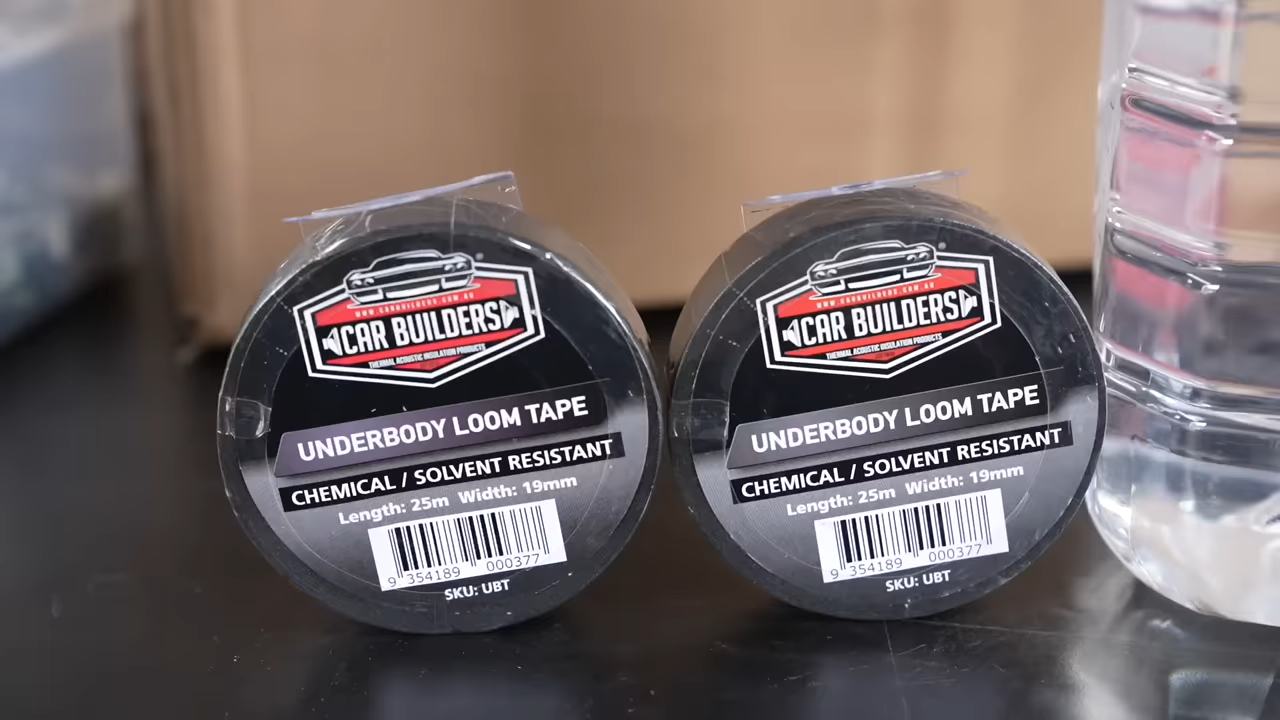 WWW.CARBUILDERS.COM.AU
CAR BUILDERS
THERMAL ACOUSTIC INSULATION PRODUCTS
UNDERBODY LOOM TAPE
CHEMICAL / SOLVENT RESISTANT
Length: 25m Width: 19mm
9 354189 000377
SKU: UBT
®
WWW.CARBUILDERS.COM.AU
CAR BUILDERS
THERMAL ACOUSTIC INSULATION PRODUCTS
UNDERBODY LOOM TAPE
CHEMICAL / SOLVENT RESISTANT
Length: 25m Width: 19mm
9 354189 000377
SKU: UBT